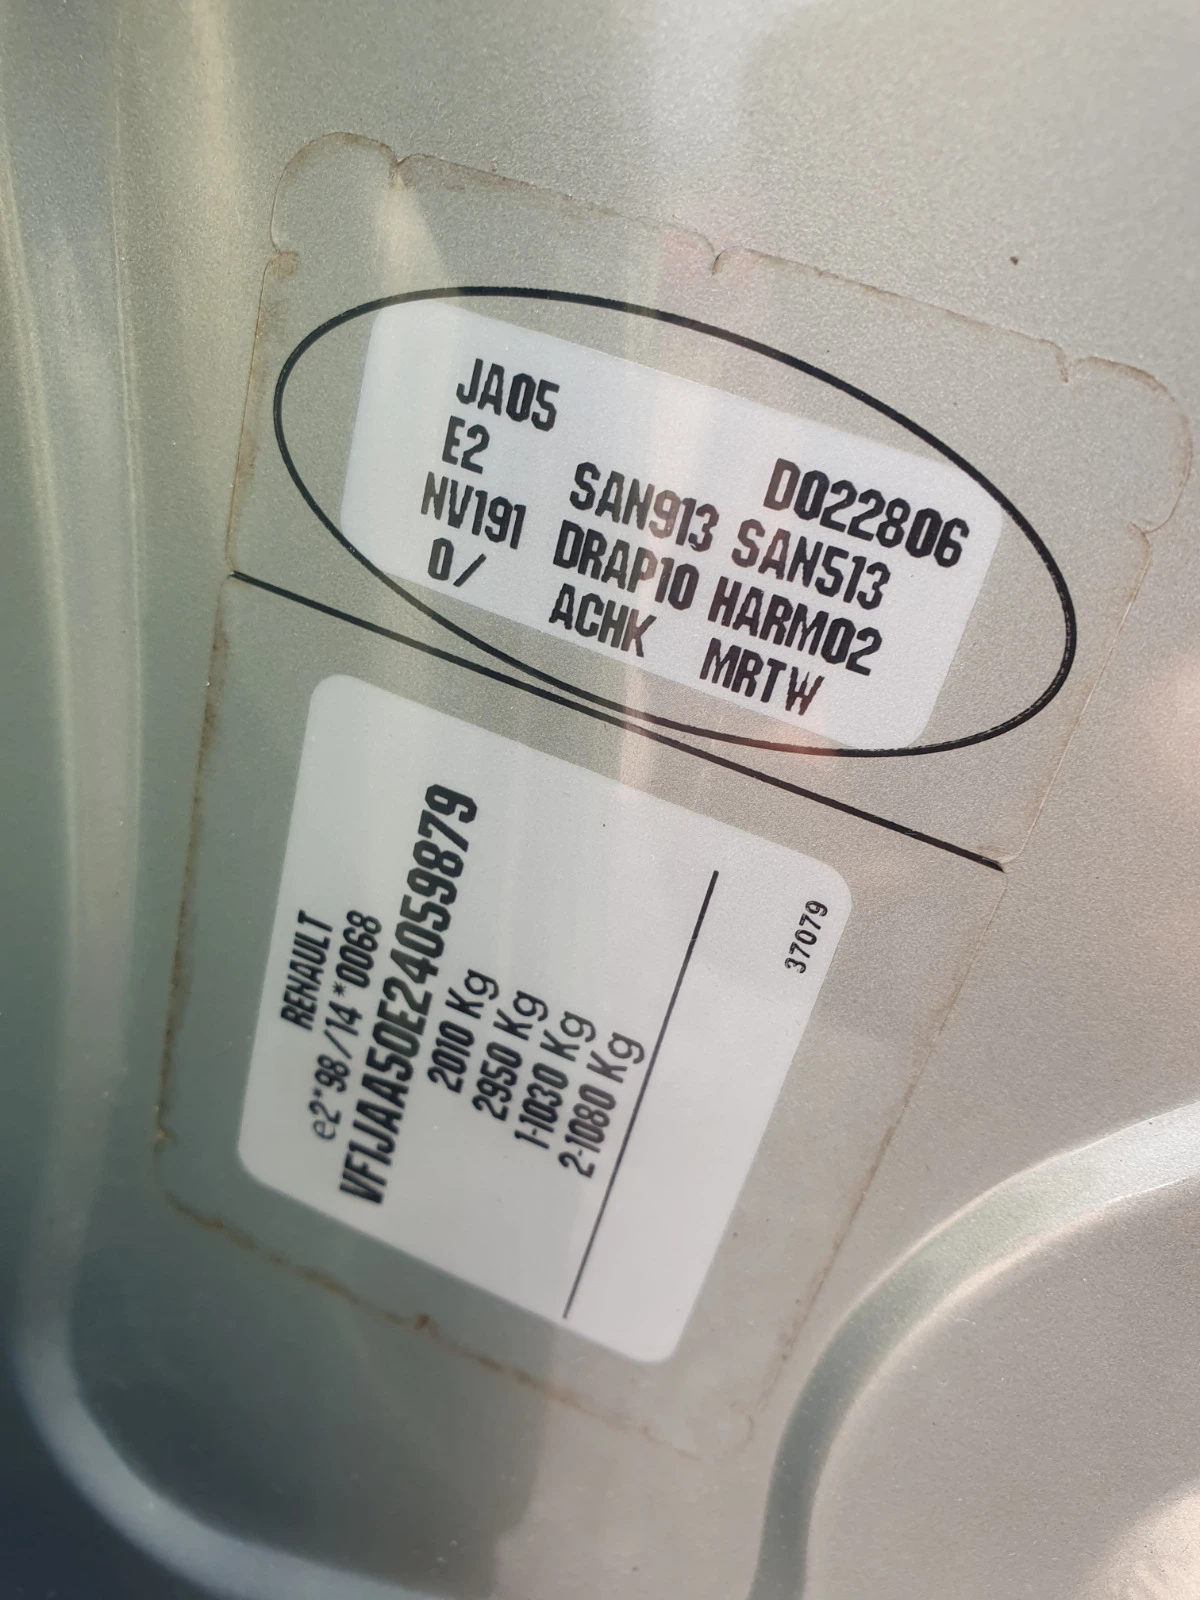 JA05
D022806
E2 SAN913 SAN513
NV191 DRAP10 HARM02
0/ ACHK MRTW
RENAULT
e2*98/14*0068
VF1JAA50E24059879
2010 Kg
2950 Kg
1-1030 Kg
2-1080 Kg
37079